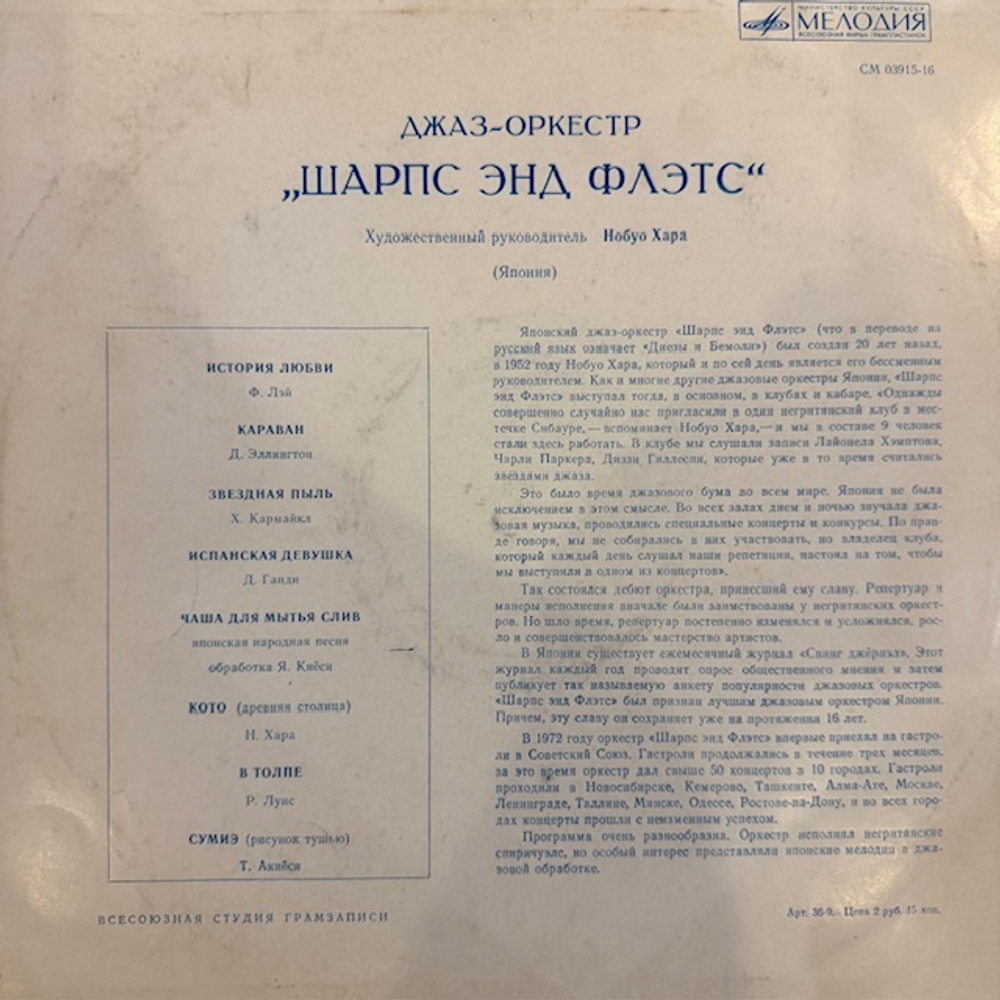 МИНИСТЕРСТВО КУЛЬТУРЫ СССР
МЕЛОДИЯ
ВСЕСОЮЗНАЯ ФИРМА ГРАМПЛАСТИНОК
СМ 03915-16
ДЖАЗ-ОРКЕСТР
„ШАРПС ЭНД ФЛЭТС“
Художественный руководитель Нобуо Хара
(Япония)
ИСТОРИЯ ЛЮБВИ
Ф. Лэй
КАРАВАН
Д. Эллингтон
ЗВЕЗДНАЯ ПЫЛЬ
Х. Кармайкл
ИСПАНСКАЯ ДЕВУШКА
Д. Ганди
ЧАША ДЛЯ МЫТЬЯ СЛИВ
японская народная песня
обработка Я. Киёси
КОТО (древняя столица)
Н. Хара
В ТОЛПЕ
Р. Луис
СУМИЭ (рисунок тушью)
Т. Акиёси
Японский джаз-оркестр «Шарпс энд Флэтс» (что в переводе на
русский язык означает «Диезы и Бемоли») был создан 20 лет назад,
в 1952 году Нобуо Хара, который и по сей день является его бессменным
руководителем. Как и многие другие джазовые оркестры Японии, «Шарпс
энд Флэтс» выступал тогда, в основном, в клубах и кабаре. «Однажды
совершенно случайно нас пригласили в один негритянский клуб в мес-
течке Сибауре,— вспоминает Нобуо Хара,—и мы в составе 9 человек
стали здесь работать. В клубе мы слушали записи Лайонела Хэмптона,
Чарли Паркера, Диззи Гиллеспи, которые уже в то время считались
звездами джаза.
Это было время джазового бума во всем мире. Япония не была
исключением в этом смысле. Во всех залах днем и ночью звучала джа-
зовая музыка, проводились специальные концерты и конкурсы. По прав-
де говоря, мы не собирались в них участвовать, но владелец клуба,
который каждый день слушал наши репетиции, настоял на том, чтобы
мы выступили в одном из концертов».
Так состоялся дебют оркестра, принесший ему славу. Репертуар и
манеры исполнения вначале были заимствованы у негритянских оркест-
ров. Но шло время, репертуар постепенно изменялся и усложнялся, рос-
ло и совершенствовалось мастерство артистов.
В Японии существует ежемесячный журнал «Свинг джёрнэл». Этот
журнал каждый год проводит опрос общественного мнения и затем
публикует так называемую анкету популярности джазовых оркестров.
«Шарпс энд Флэтс» был признан лучшим джазовым оркестром Японии.
Причем, эту славу он сохраняет уже на протяжении 16 лет.
В 1972 году оркестр «Шарпс энд Флэтс» впервые приехал на гастро-
ли в Советский Союз. Гастроли продолжались в течение трех месяцев,
за это время оркестр дал свыше 50 концертов в 10 городах. Гастроли
проходили в Новосибирске, Кемерово, Ташкенте, Алма-Ате, Москве,
Ленинграде, Таллине, Минске, Одессе, Ростове-на-Дону, и во всех горо-
дах концерты прошли с неизменным успехом.
Программа очень разнообразна. Оркестр исполнял негритянские
спиричуэлс, но особый интерес представляли японские мелодии в джа-
зовой обработке.
ВСЕСОЮЗНАЯ СТУДИЯ ГРАМЗАПИСИ
Арт. 36-9. Цена 2 руб. 15 коп.